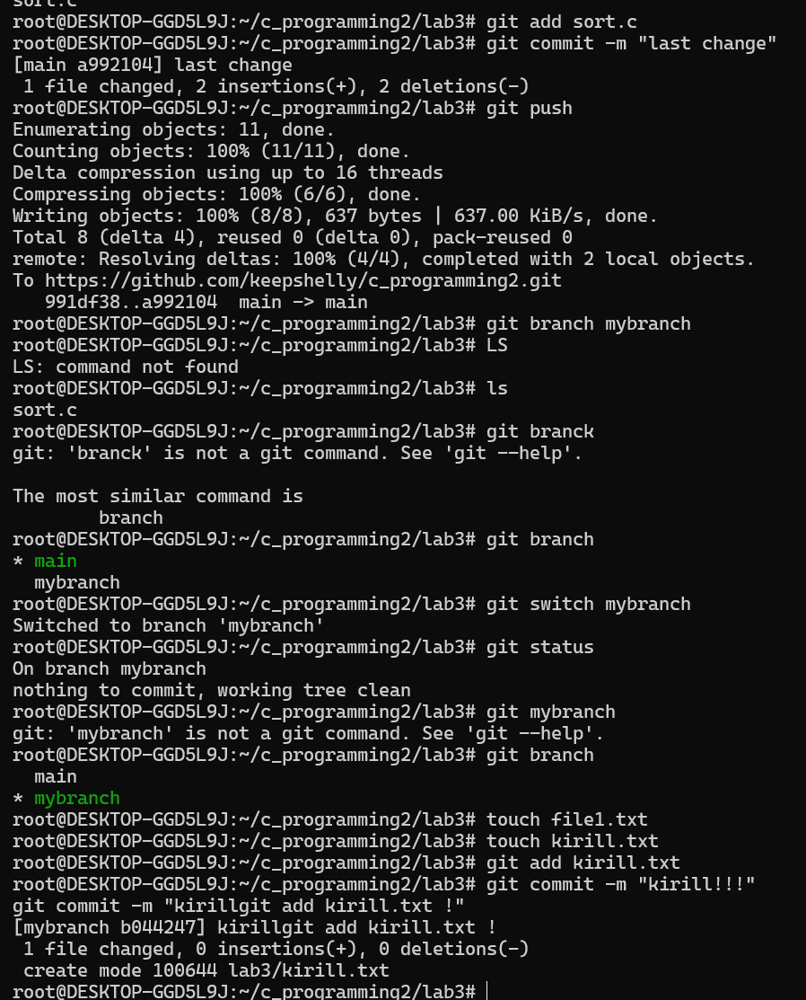 sort.c
root@DESKTOP-GGD5L9J:~/c_programming2/lab3# git add sort.c
root@DESKTOP-GGD5L9J:~/c_programming2/lab3# git commit -m "last change"
[main a992104] last change
 1 file changed, 2 insertions(+), 2 deletions(-)
root@DESKTOP-GGD5L9J:~/c_programming2/lab3# git push
Enumerating objects: 11, done.
Counting objects: 100% (11/11), done.
Delta compression using up to 16 threads
Compressing objects: 100% (6/6), done.
Writing objects: 100% (8/8), 637 bytes | 637.00 KiB/s, done.
Total 8 (delta 4), reused 0 (delta 0), pack-reused 0
remote: Resolving deltas: 100% (4/4), completed with 2 local objects.
To https://github.com/keepshelly/c_programming2.git
   991df38..a992104  main -> main
root@DESKTOP-GGD5L9J:~/c_programming2/lab3# git branch mybranch
root@DESKTOP-GGD5L9J:~/c_programming2/lab3# LS
LS: command not found
root@DESKTOP-GGD5L9J:~/c_programming2/lab3# ls
sort.c
root@DESKTOP-GGD5L9J:~/c_programming2/lab3# git branck
git: 'branck' is not a git command. See 'git --help'.

The most similar command is
        branch
root@DESKTOP-GGD5L9J:~/c_programming2/lab3# git branch
* main
  mybranch
root@DESKTOP-GGD5L9J:~/c_programming2/lab3# git switch mybranch
Switched to branch 'mybranch'
root@DESKTOP-GGD5L9J:~/c_programming2/lab3# git status
On branch mybranch
nothing to commit, working tree clean
root@DESKTOP-GGD5L9J:~/c_programming2/lab3# git mybranch
git: 'mybranch' is not a git command. See 'git --help'.
root@DESKTOP-GGD5L9J:~/c_programming2/lab3# git branch
  main
* mybranch
root@DESKTOP-GGD5L9J:~/c_programming2/lab3# touch file1.txt
root@DESKTOP-GGD5L9J:~/c_programming2/lab3# touch kirill.txt
root@DESKTOP-GGD5L9J:~/c_programming2/lab3# git add kirill.txt
root@DESKTOP-GGD5L9J:~/c_programming2/lab3# git commit -m "kirill!!!"
git commit -m "kirillgit add kirill.txt !"
[mybranch b044247] kirillgit add kirill.txt !
 1 file changed, 0 insertions(+), 0 deletions(-)
 create mode 100644 lab3/kirill.txt
root@DESKTOP-GGD5L9J:~/c_programming2/lab3#